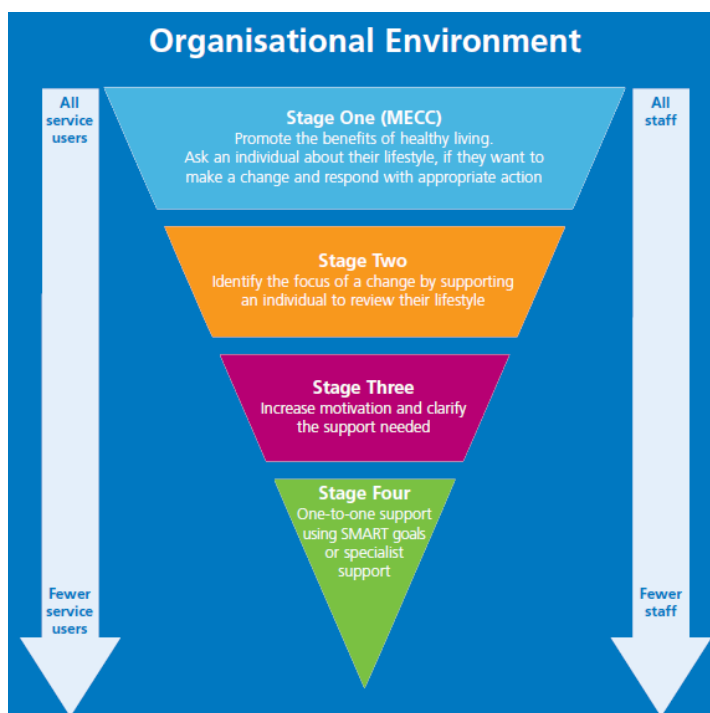 Organisational Environment
All
service
users
All
staff
Stage One (MECC)
Promote the benefits of healthy living.
Ask an individual about their lifestyle, if they want to
make a change and respond with appropriate action
Stage Two
Identify the focus of a change by supporting
an individual to review their lifestyle
Stage Three
Increase motivation and clarify
the support needed
Stage Four
One-to-one support
using SMART goals
or specialist
support
Fewer
service
users
Fewer
staff